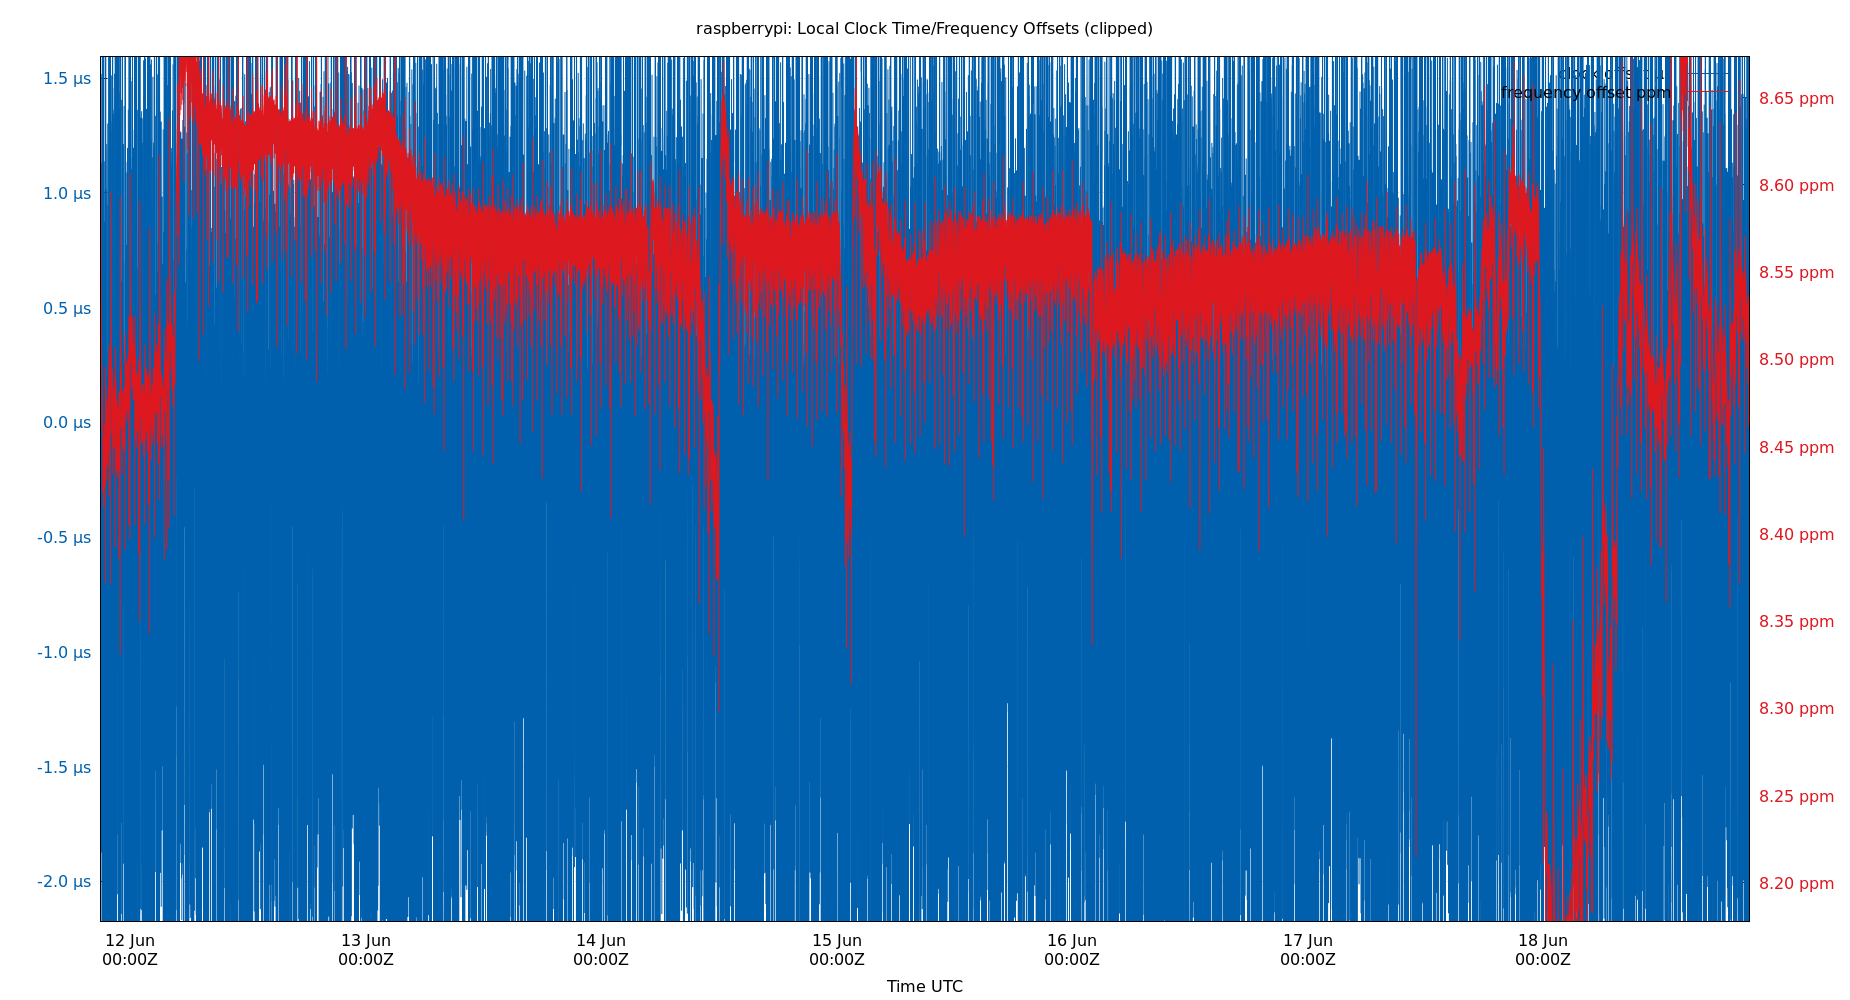 raspberrypi: Local Clock Time/Frequency Offsets (clipped)
1.5 μs
1.0 μs
0.5 μs
0.0 μs
-0.5 μs
-1.0 μs
-1.5 μs
-2.0 μs
clock offset
frequency offset ppm
8.65 ppm
8.60 ppm
8.55 ppm
8.50 ppm
8.45 ppm
8.40 ppm
8.35 ppm
8.30 ppm
8.25 ppm
8.20 ppm
12 Jun 13 Jun 14 Jun 15 Jun 16 Jun 17 Jun 18 Jun
00:00Z 00:00Z 00:00Z 00:00Z 00:00Z 00:00Z 00:00Z
Time UTC